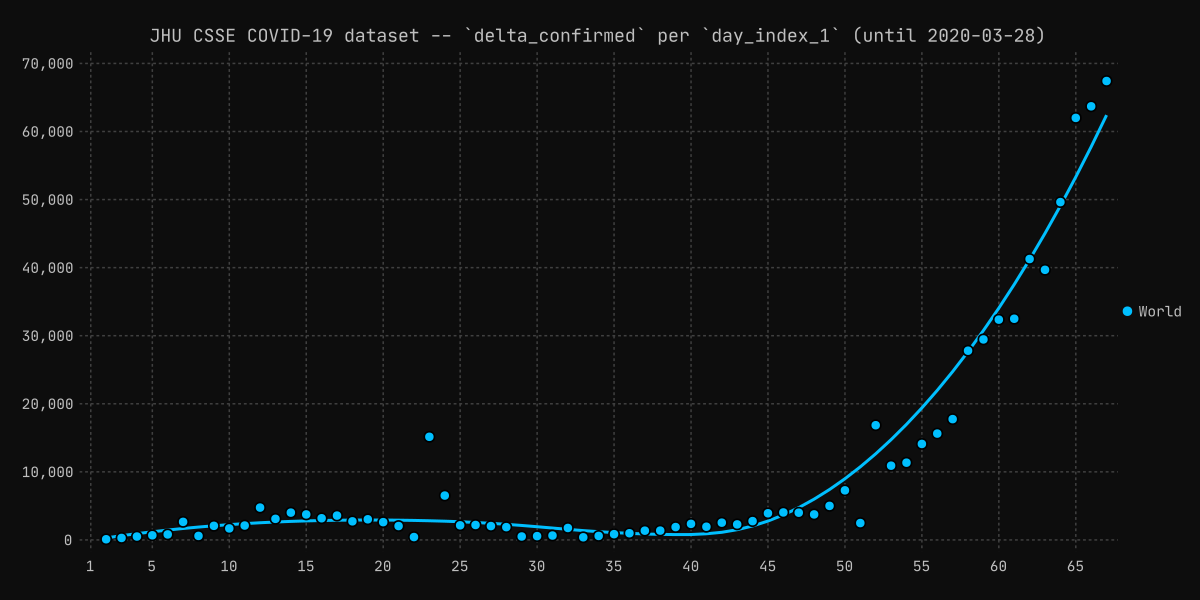 JHU CSSE COVID-19 dataset -- `delta_confirmed` per `day_index_1` (until 2020-03-28)
70,000
60,000
50,000
40,000
30,000
20,000
10,000
0
1 5 10 15 20 25 30 35 40 45 50 55 60 65
World